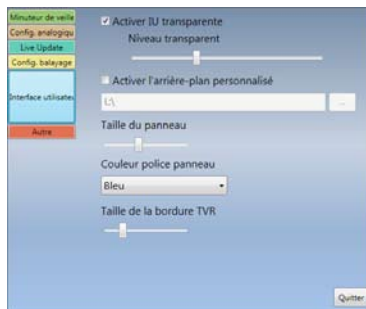 Minuteur de veille
Config. analogiqu
Live Update
Config. balayage
Interface utilisateu
Autre
Activer IU transparente
Niveau transparent
Activer l'arrière-plan personnalisé
...
Taille du panneau
Couleur police panneau
Bleu
Taille de la bordure TVR
Quitter